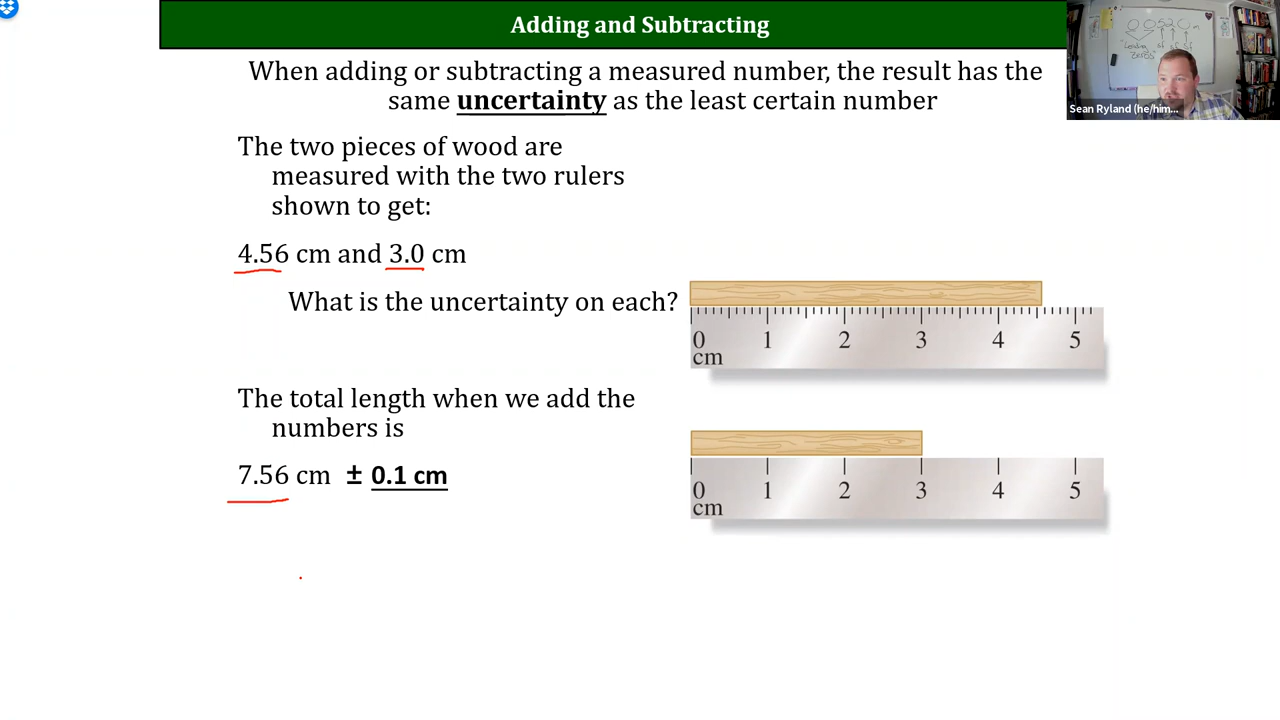 Adding and Subtracting
When adding or subtracting a measured number, the result has the
same uncertainty as the least certain number
Sean Ryland (he/him...
The two pieces of wood are
measured with the two rulers
shown to get:
4.56 cm and 3.0 cm
What is the uncertainty on each?
0 1 2 3 4 5
cm
The total length when we add the
numbers is
7.56 cm ± 0.1 cm
0 1 2 3 4 5
cm